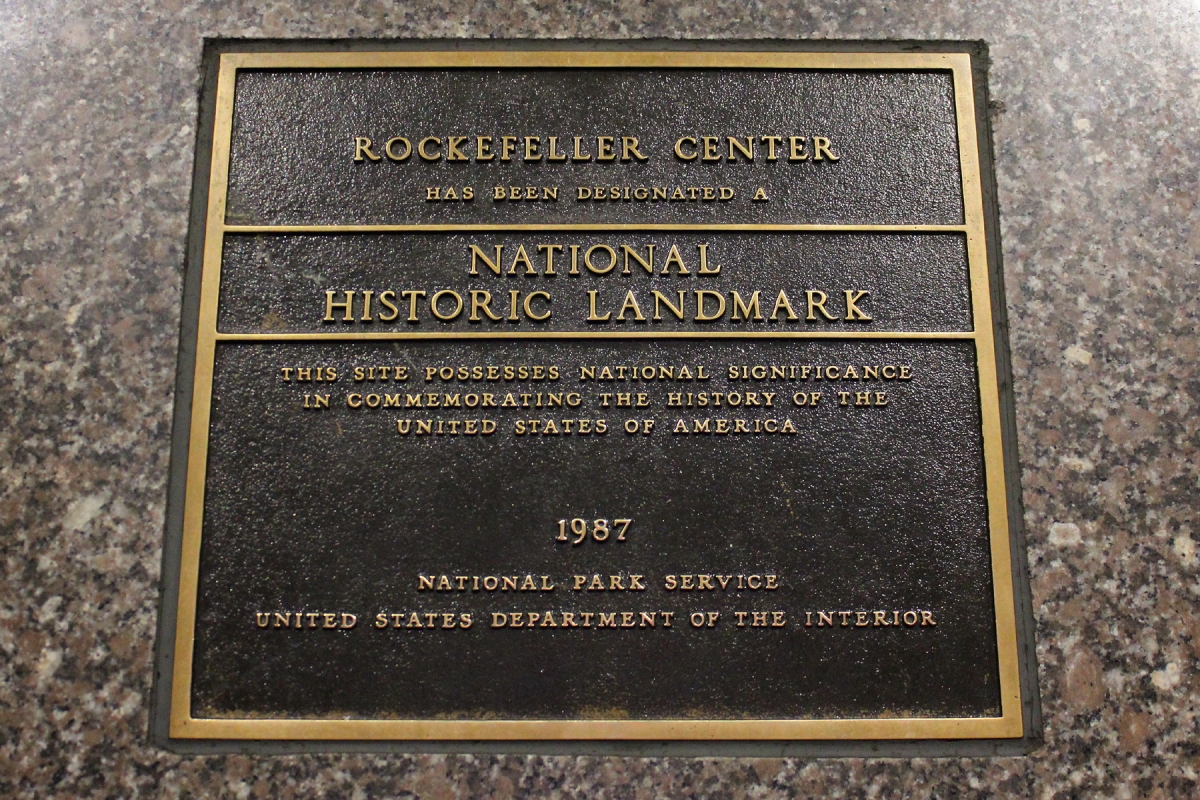 ROCKEFELLER CENTER
HAS BEEN DESIGNATED A
NATIONAL
HISTORIC LANDMARK
THIS SITE POSSESSES NATIONAL SIGNIFICANCE
IN COMMEMORATING THE HISTORY OF THE
UNITED STATES OF AMERICA
1987
NATIONAL PARK SERVICE
UNITED STATES DEPARTMENT OF THE INTERIOR